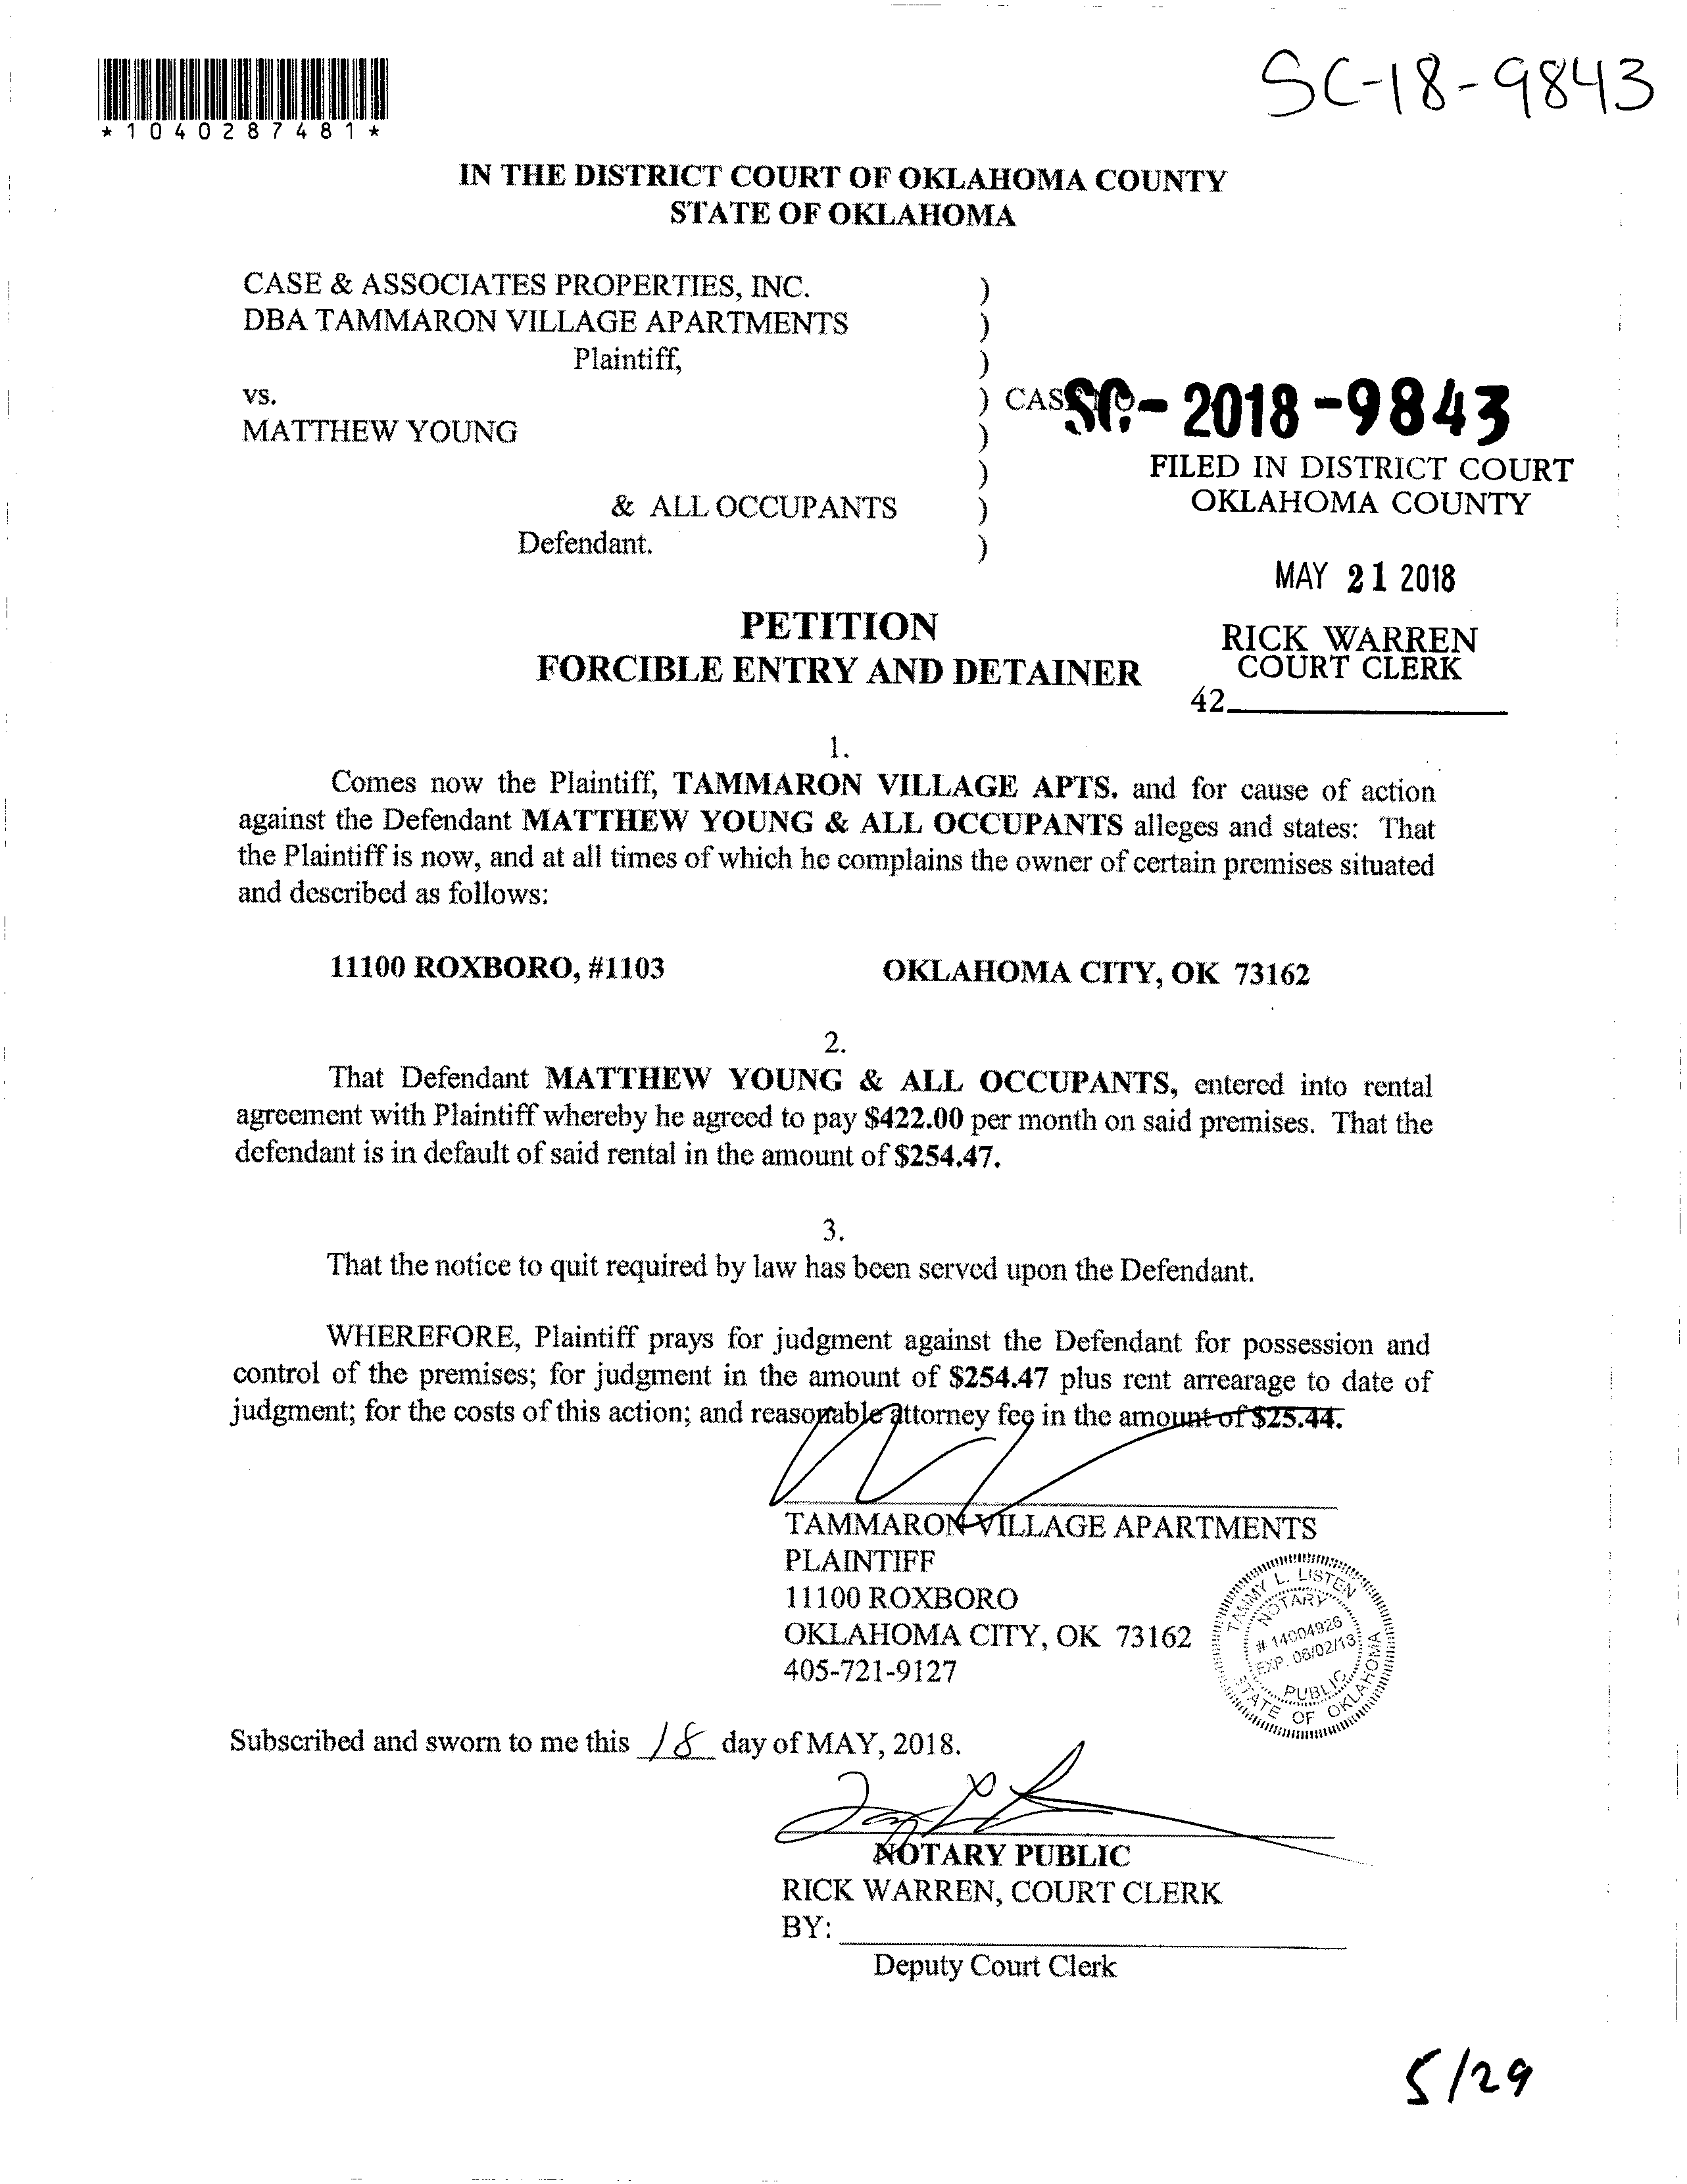 SC-18-9843
*1040287481*
IN THE DISTRICT COURT OF OKLAHOMA COUNTY
STATE OF OKLAHOMA
CASE & ASSOCIATES PROPERTIES, INC. )
DBA TAMMARON VILLAGE APARTMENTS )
Plaintiff, )
vs. ) CAS SC-2018-9843
MATTHEW YOUNG )
) FILED IN DISTRICT COURT
& ALL OCCUPANTS ) OKLAHOMA COUNTY
Defendant. )
MAY 21 2018
PETITION
FORCIBLE ENTRY AND DETAINER
RICK WARREN
COURT CLERK
42
1.
Comes now the Plaintiff, TAMMARON VILLAGE APTS. and for cause of action
against the Defendant MATTHEW YOUNG & ALL OCCUPANTS alleges and states: That
the Plaintiff is now, and at all times of which he complains the owner of certain premises situated
and described as follows:
11100 ROXBORO, #1103 OKLAHOMA CITY, OK 73162
2.
That Defendant MATTHEW YOUNG & ALL OCCUPANTS, entered into rental
agreement with Plaintiff whereby he agreed to pay $422.00 per month on said premises. That the
defendant is in default of said rental in the amount of $254.47.
3.
That the notice to quit required by law has been served upon the Defendant.
WHEREFORE, Plaintiff prays for judgment against the Defendant for possession and
control of the premises; for judgment in the amount of $254.47 plus rent arrearage to date of
judgment; for the costs of this action; and reasonable attorney fee in the amount of $25.44.
TAMMARON VILLAGE APARTMENTS
PLAINTIFF
11100 ROXBORO
OKLAHOMA CITY, OK 73162
405-721-9127
TAMMY L. LISTEN
NOTARY
# 14004926
EXP. 06/02/13
PUBLIC
STATE OF OKLAHOMA
Subscribed and sworn to me this 18 day of MAY, 2018.
NOTARY PUBLIC
RICK WARREN, COURT CLERK
BY:
Deputy Court Clerk
5/29